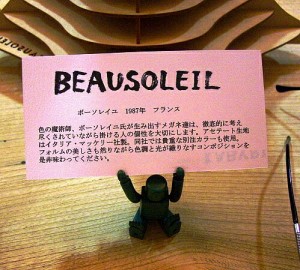 BEAUSOLEIL
ボーソレイユ 1987年 フランス
色の魔術師、ボーソレイユ氏が生み出すメガネ達は、徹底的に考え
尽くされていながら掛ける人の個性を大切にします。アセテート生地
はイタリア・マッケリー社製。同社では貴重な別注カラーも使用。
フォルムの美しさも然りながら色調と光が織りなすコンポジションを
是非味わってください。